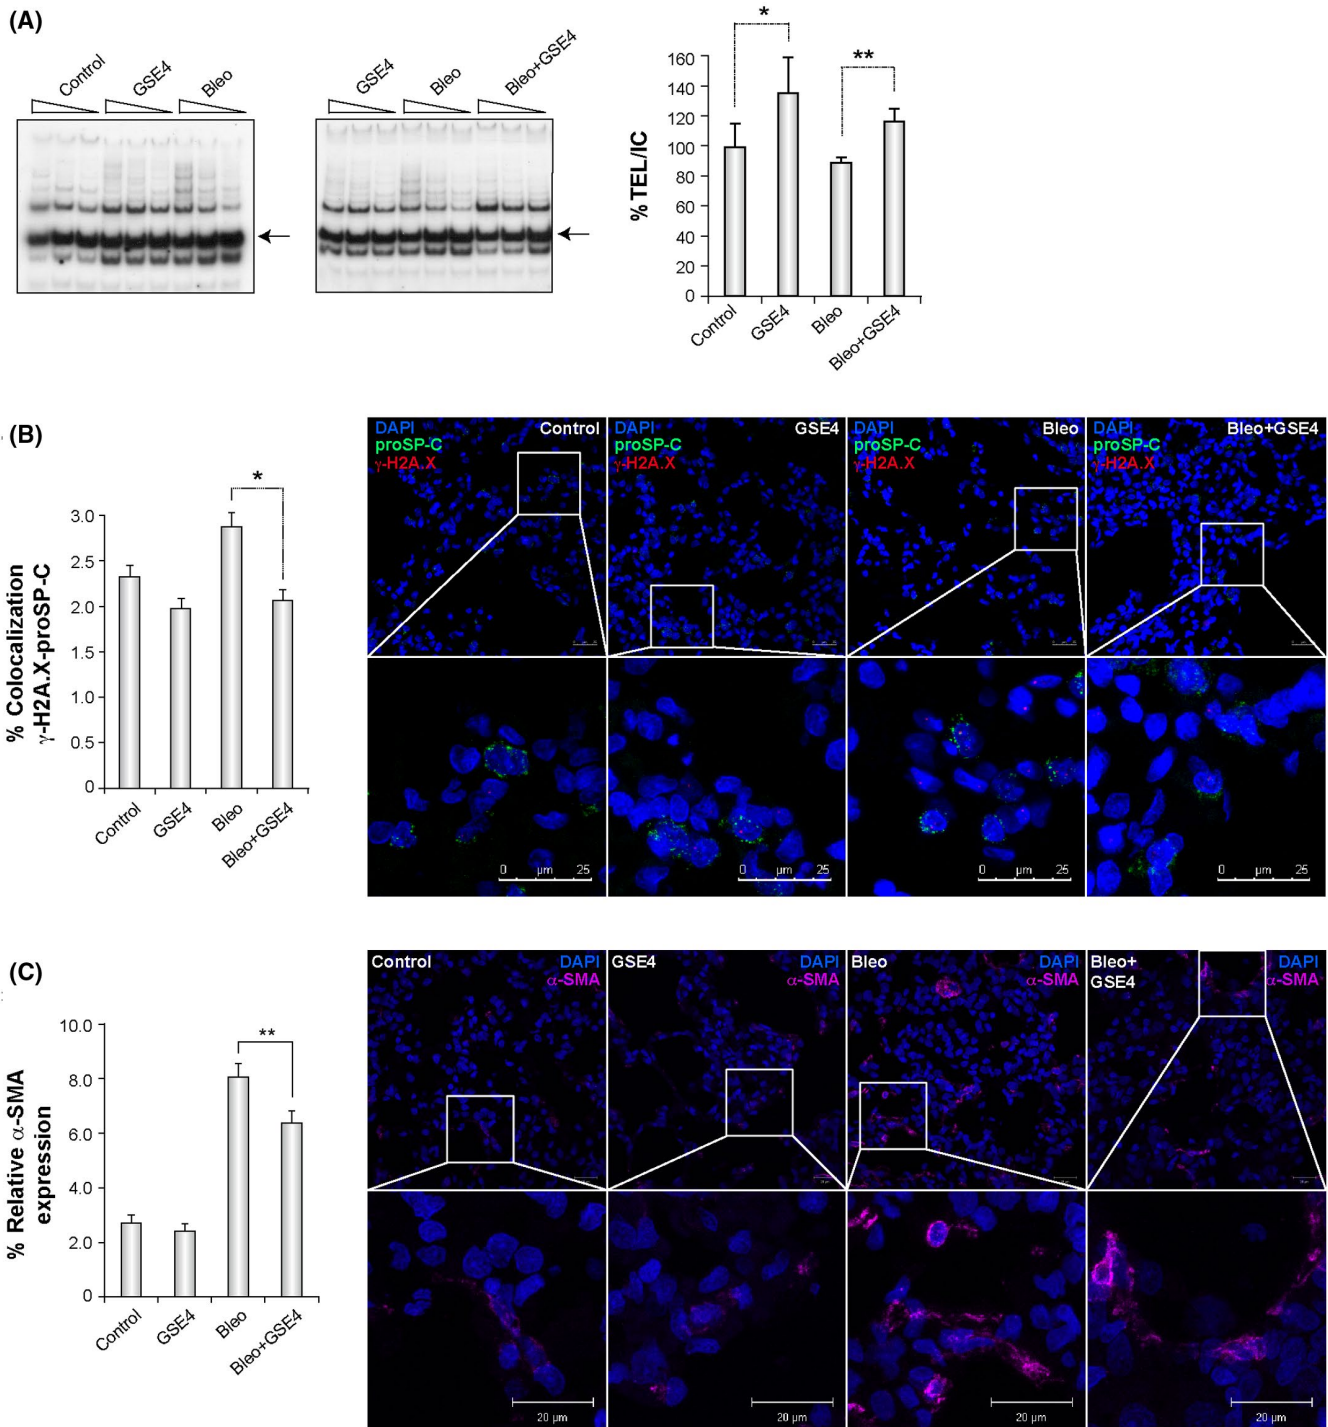 (A)
Control GSE4 Bleo
GSE4 Bleo Bleo+GSE4
* **
% TEL/IC
160
140
120
100
80
60
40
20
0
Control GSE4 Bleo Bleo+GSE4
(B)
*
% Colocalization
γ-H2A.X-proSP-C
3.0
2.5
2.0
1.5
1.0
0.5
0
Control GSE4 Bleo Bleo+GSE4
DAPI Control
proSP-C
γ-H2A.X
DAPI GSE4
proSP-C
γ-H2A.X
DAPI Bleo
proSP-C
γ-H2A.X
DAPI Bleo+GSE4
proSP-C
γ-H2A.X
0 µm 25
0 µm 25
0 µm 25
0 µm 25
(C)
**
% Relative α-SMA
expression
10.0
8.0
6.0
4.0
2.0
0
Control GSE4 Bleo Bleo+GSE4
Control DAPI
α-SMA
GSE4 DAPI
α-SMA
Bleo DAPI
α-SMA
Bleo+ DAPI
GSE4 α-SMA
20 µm
20 µm
20 µm
20 µm